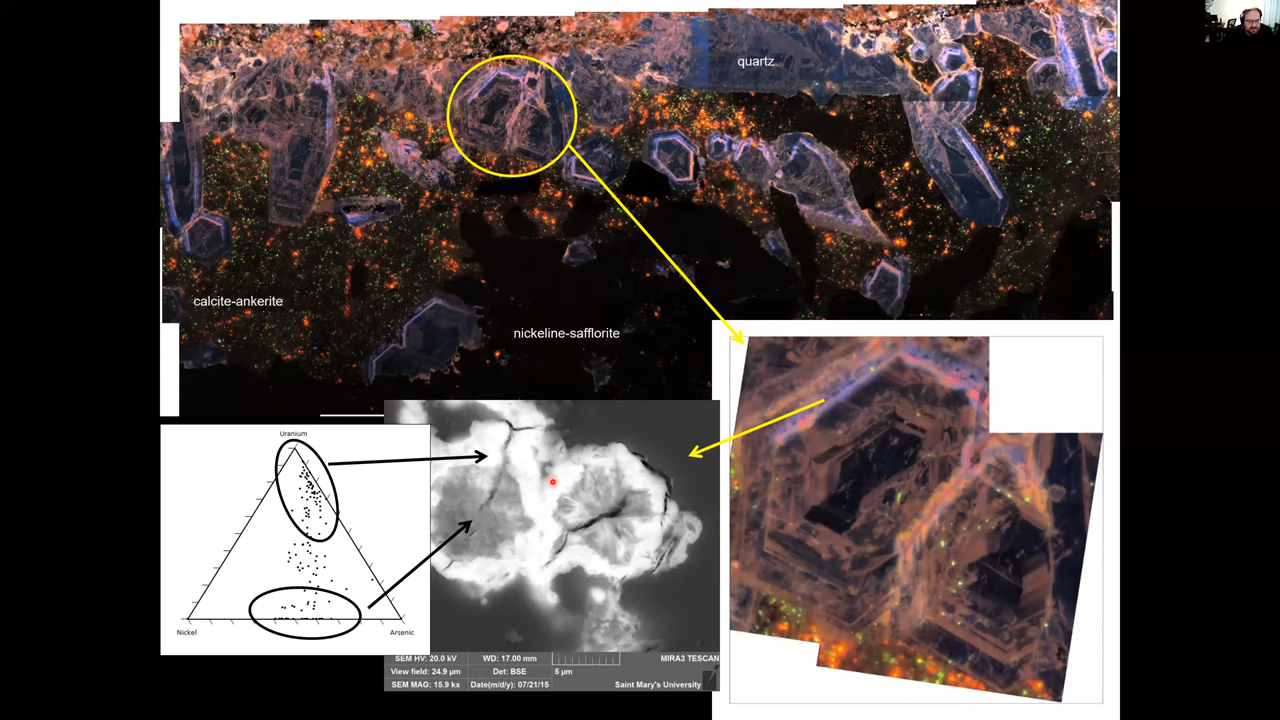 quartz
calcite-ankerite
nickeline-safflorite
Uranium
Nickel
Arsenic
SEM HV: 20.0 kV
WD: 17.00 mm
MIRA3 TESCAN
View field: 24.9 µm
Det: BSE
5 µm
SEM MAG: 15.9 kx
Date(m/d/y): 07/21/15
Saint Mary's University